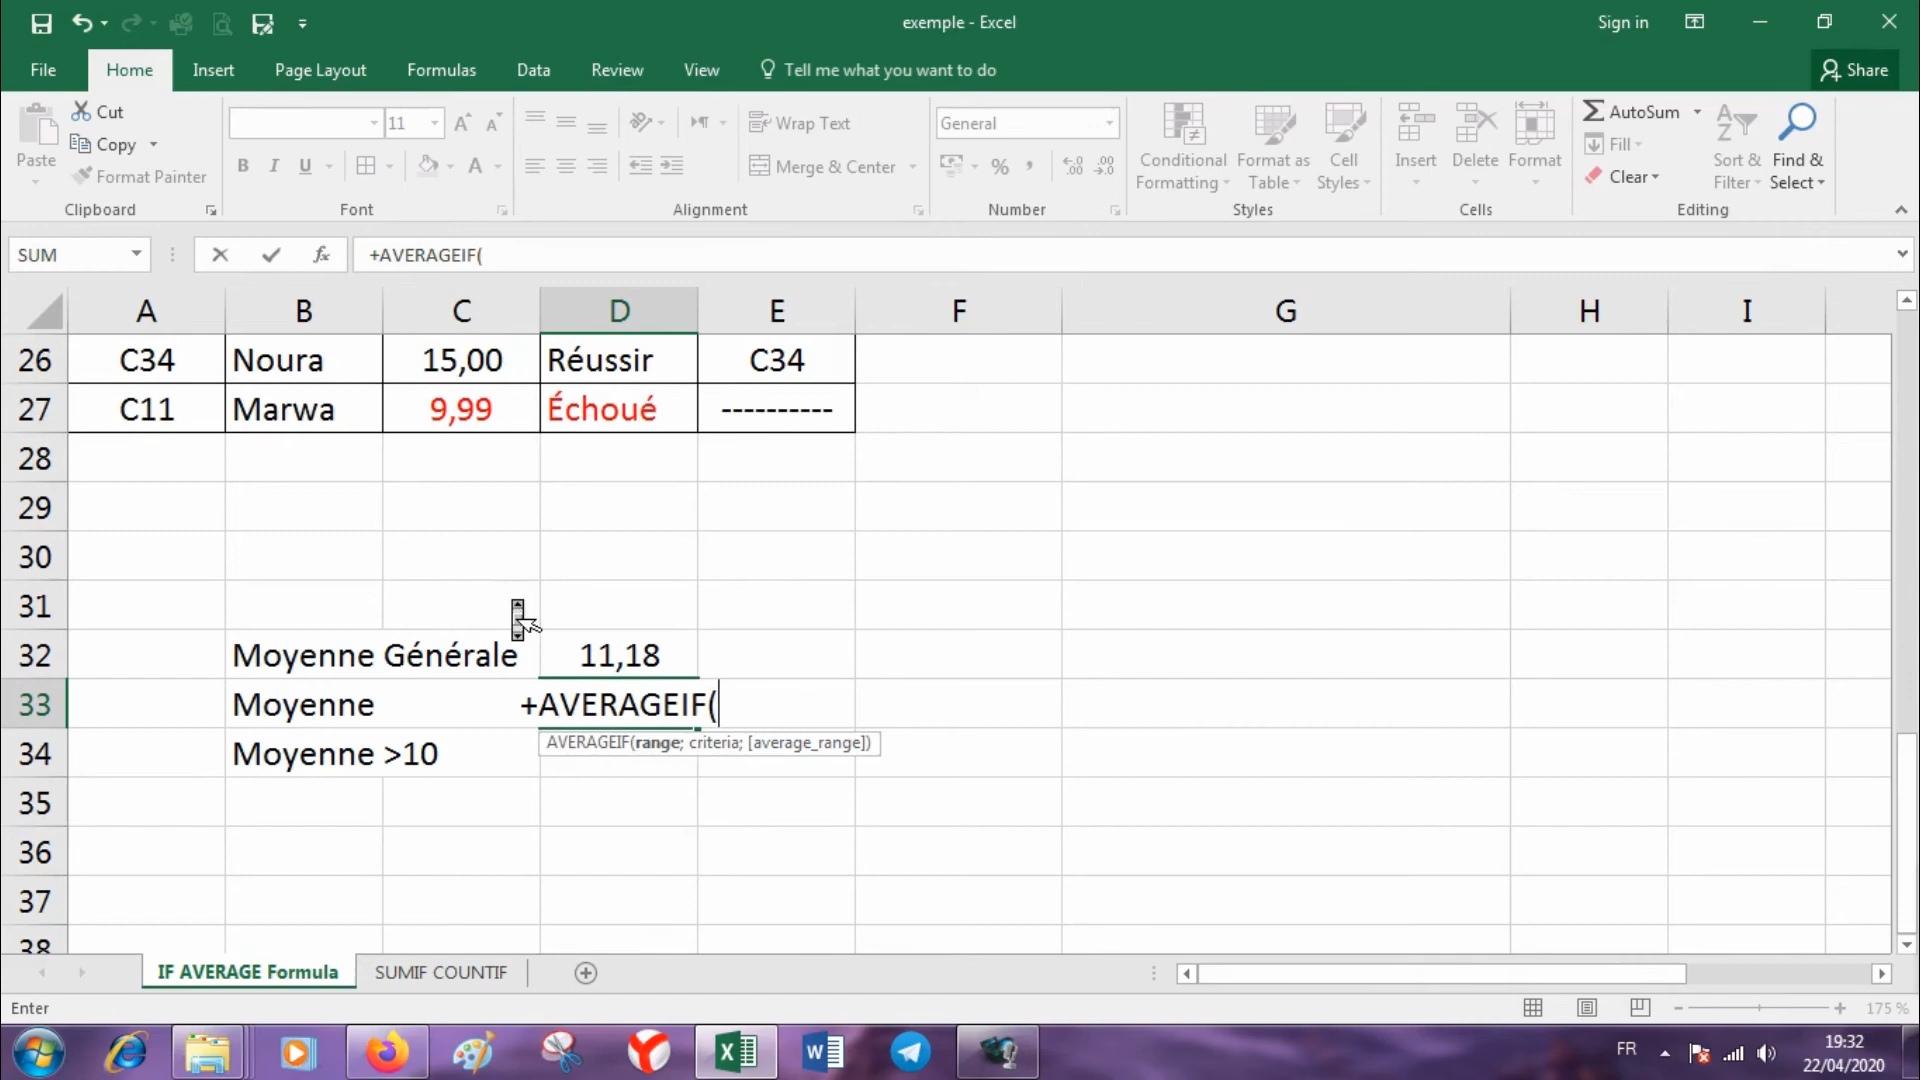 exemple - Excel
Sign in
File
Home
Insert
Page Layout
Formulas
Data
Review
View
Tell me what you want to do
Share
Paste
Cut
Copy
Format Painter
Clipboard
11
B I U
Font
Wrap Text
Merge & Center
Alignment
General
%
Number
Conditional Formatting
Format as Table
Cell Styles
Styles
Insert
Delete
Format
Cells
AutoSum
Fill
Clear
Sort & Filter
Find & Select
Editing
SUM
fx
+AVERAGEIF(
A B C D E F G H I
26 C34 Noura 15,00 Réussir C34
27 C11 Marwa 9,99 Échoué ----------
28
29
30
31
32 Moyenne Générale 11,18
33 Moyenne +AVERAGEIF(
AVERAGEIF(range; criteria; [average_range])
34 Moyenne >10
35
36
37
38
IF AVERAGE Formula
SUMIF COUNTIF
Enter
175 %
FR
19:32
22/04/2020